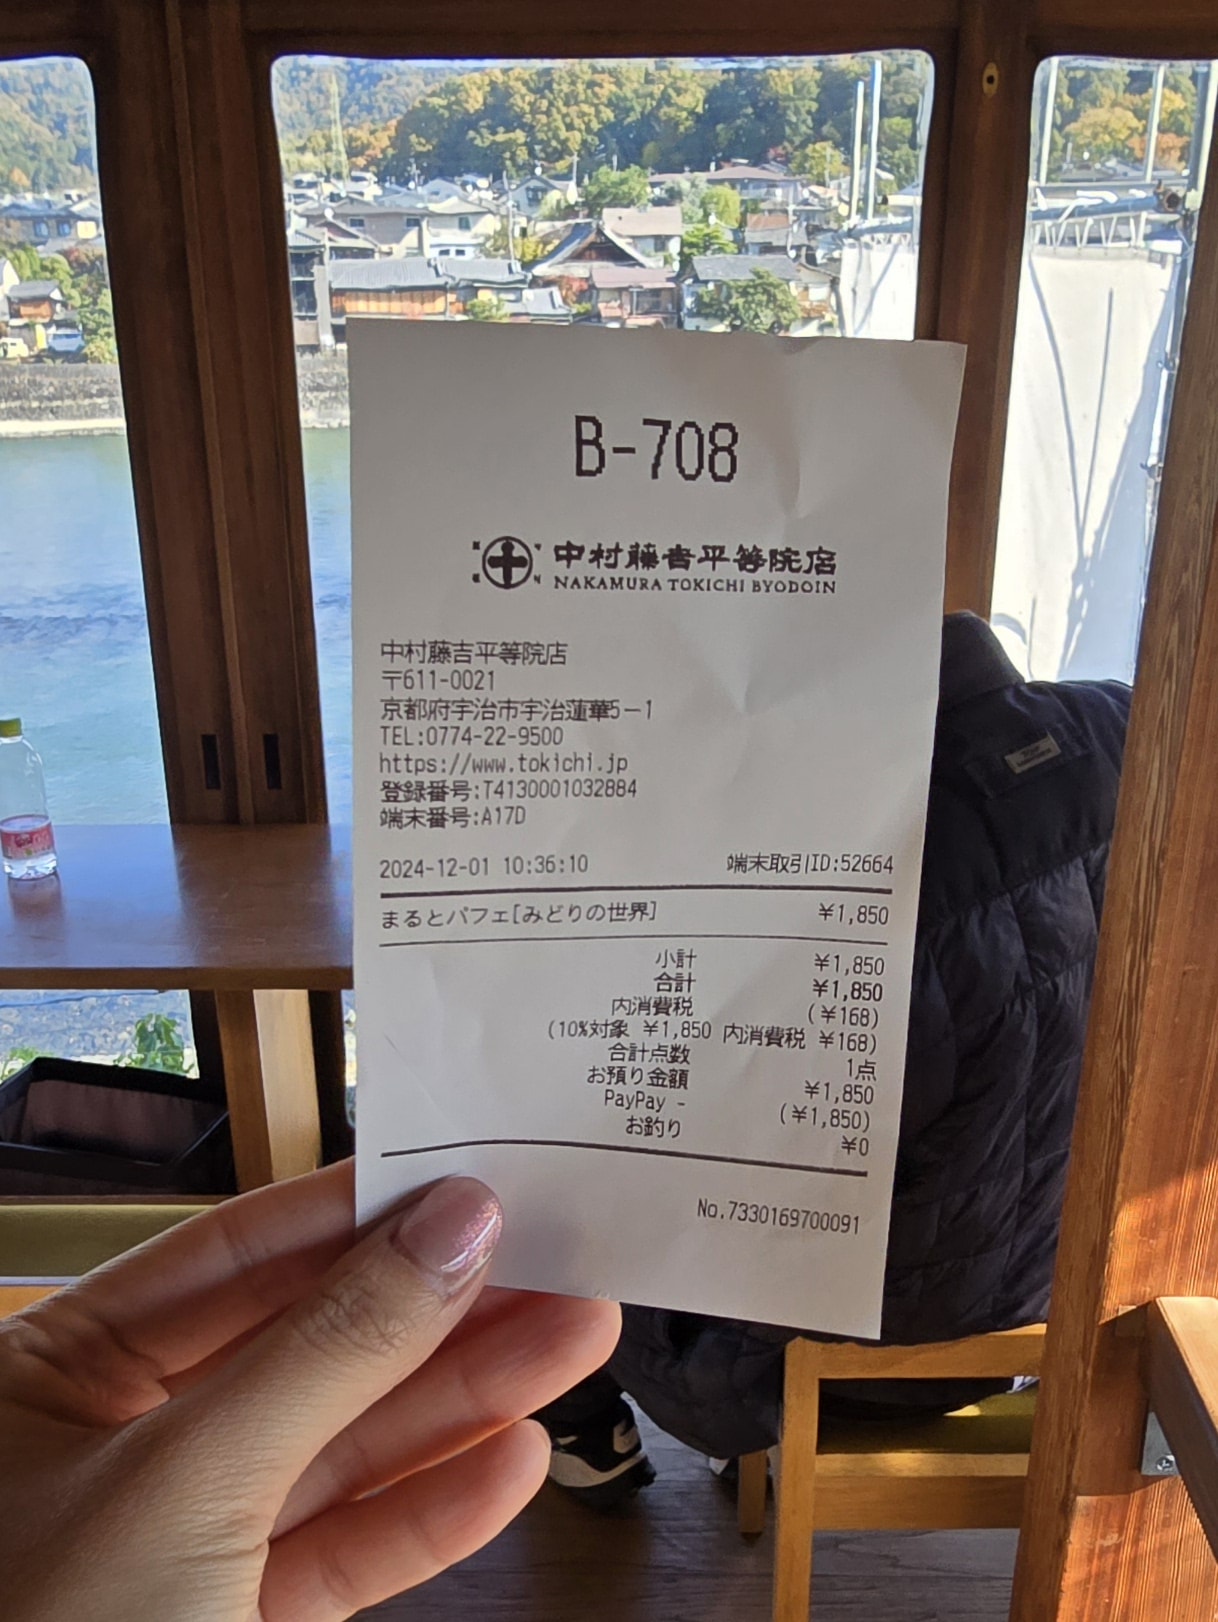 B-708
中村藤吉平等院店
NAKAMURA TOKICHI BYODOIN
中村藤吉平等院店
〒611-0021
京都府宇治市宇治蓮華5−1
TEL:0774-22-9500
https://www.tokichi.jp
登録番号:T4130001032884
端末番号:A17D
2024-12-01 10:36:10 端末取引ID:52664
まるとパフェ[みどりの世界] ¥1,850
小計 ¥1,850
合計 ¥1,850
内消費税 (¥168)
(10%対象 ¥1,850 内消費税 ¥168)
合計点数 1点
お預り金額 ¥1,850
PayPay - (¥1,850)
お釣り ¥0
No.7330169700091